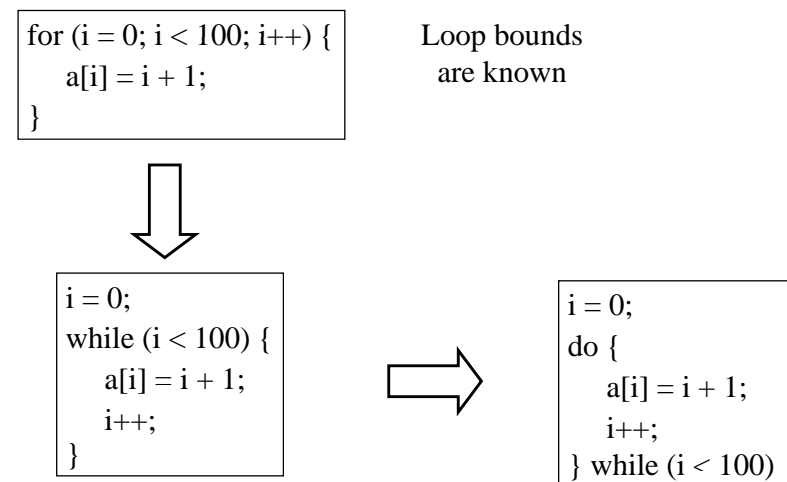 for (i = 0; i < 100; i++) {
a[i] = i + 1;
}
Loop bounds
are known
i = 0;
while (i < 100) {
a[i] = i + 1;
i++;
}
i = 0;
do {
a[i] = i + 1;
i++;
} while (i < 100)